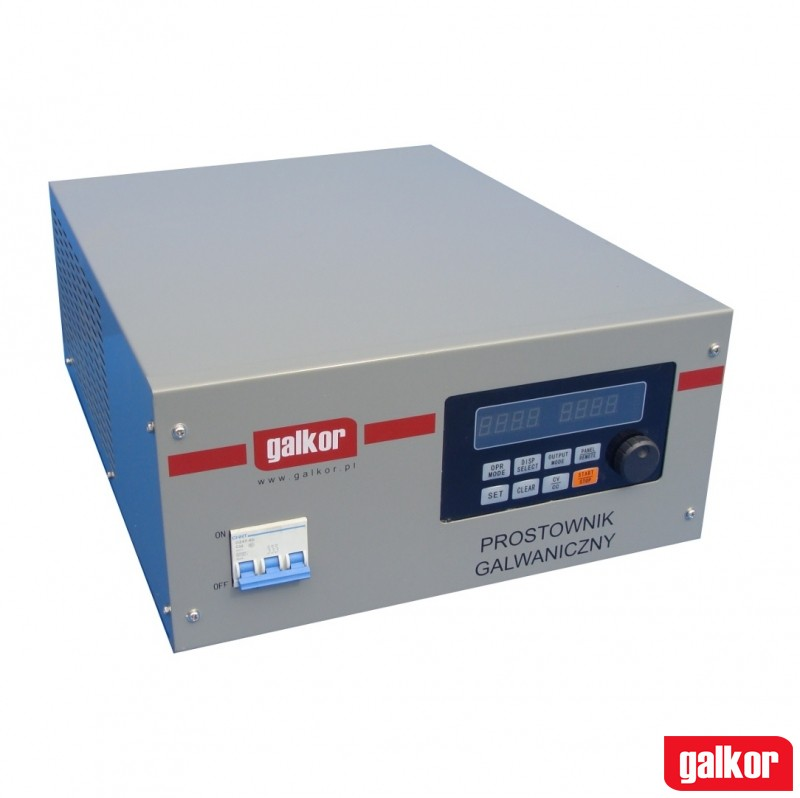 galkor
www.galkor.pl
8888 8888
OPR MODE
DISP SELECT
OUTPUT MODE
PANEL REMOTE
SET
CLEAR
CV CC
START STOP
ON
OFF
PROSTOWNIK
GALWANICZNY
galkor